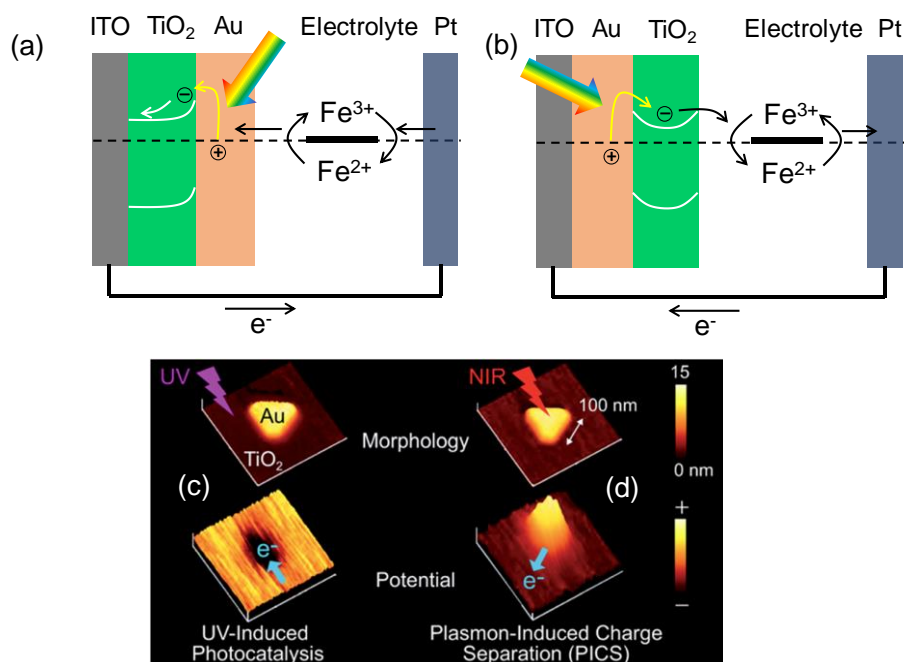 (a)
ITO TiO₂ Au Electrolyte Pt
⊖
⊕
Fe³⁺
Fe²⁺
e⁻
(b)
ITO Au TiO₂ Electrolyte Pt
⊖
⊕
Fe³⁺
Fe²⁺
e⁻
UV
Au
TiO₂
NIR
100 nm
Morphology
15
0 nm
(c)
(d)
e⁻
e⁻
Potential
+
−
UV-Induced
Photocatalysis
Plasmon-Induced Charge
Separation (PICS)